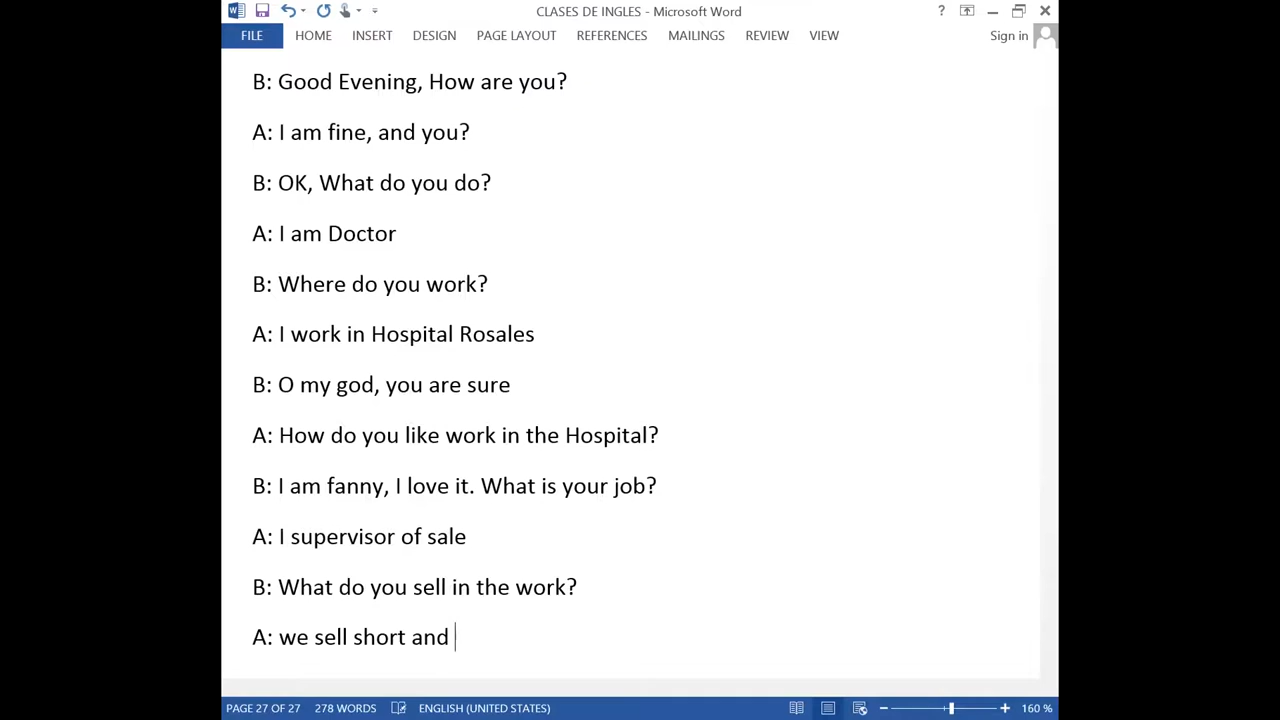 CLASES DE INGLES - Microsoft Word
?
FILE HOME INSERT DESIGN PAGE LAYOUT REFERENCES MAILINGS REVIEW VIEW Sign in
B: Good Evening, How are you?
A: I am fine, and you?
B: OK, What do you do?
A: I am Doctor
B: Where do you work?
A: I work in Hospital Rosales
B: O my god, you are sure
A: How do you like work in the Hospital?
B: I am fanny, I love it. What is your job?
A: I supervisor of sale
B: What do you sell in the work?
A: we sell short and
PAGE 27 OF 27 278 WORDS ENGLISH (UNITED STATES) 160 %